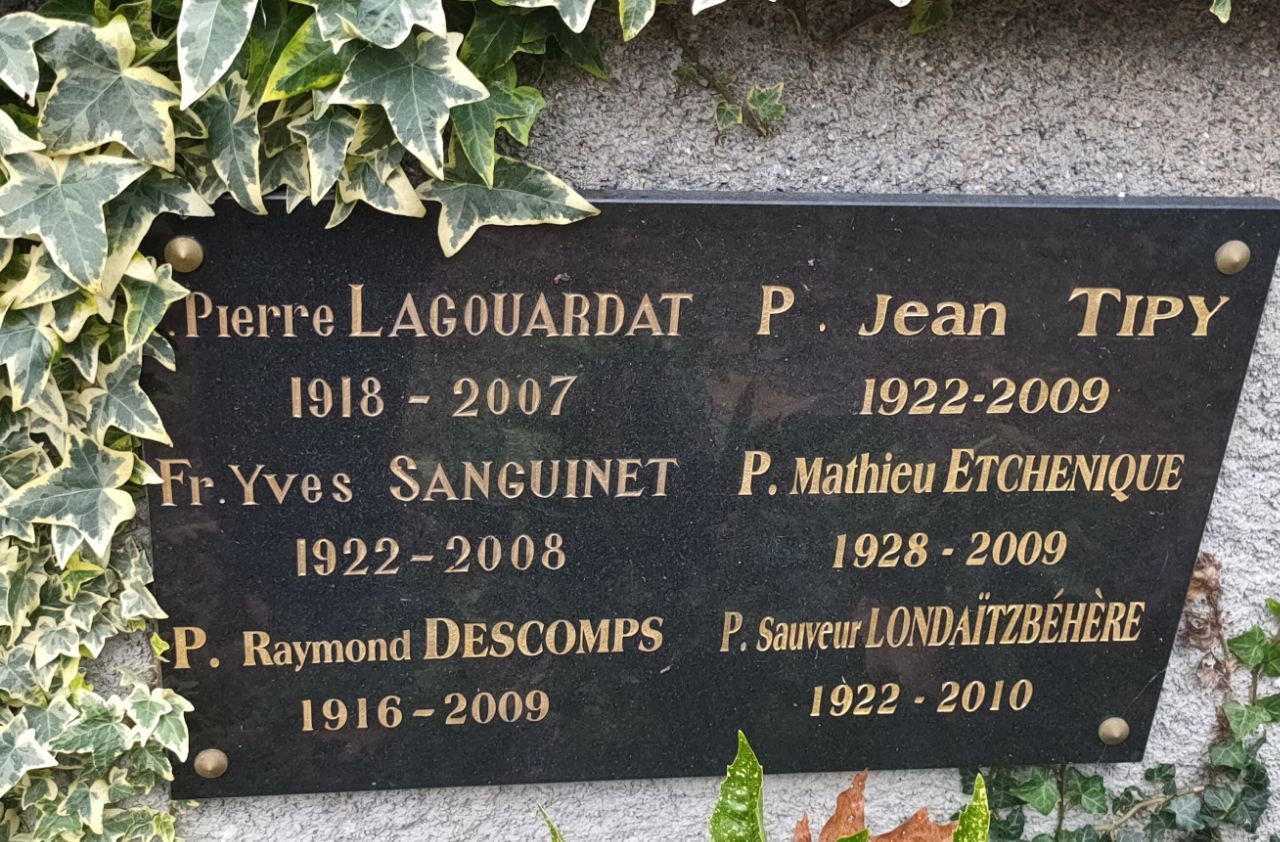 . Pierre LAGOUARDAT
1918 - 2007
Fr. Yves SANGUINET
1922 - 2008
P. Raymond DESCOMPS
1916 - 2009
P. Jean TIPY
1922-2009
P. Mathieu ETCHENIQUE
1928 - 2009
P. Sauveur LONDAÏTZBÉHÈRE
1922 - 2010